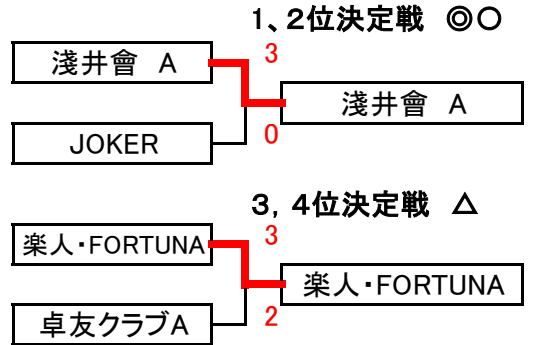 1、2位決定戦　◎○
淺井會　A
3
淺井會　A
JOKER
0
3，4位決定戦　△
楽人・FORTUNA
3
楽人・FORTUNA
卓友クラブA
2